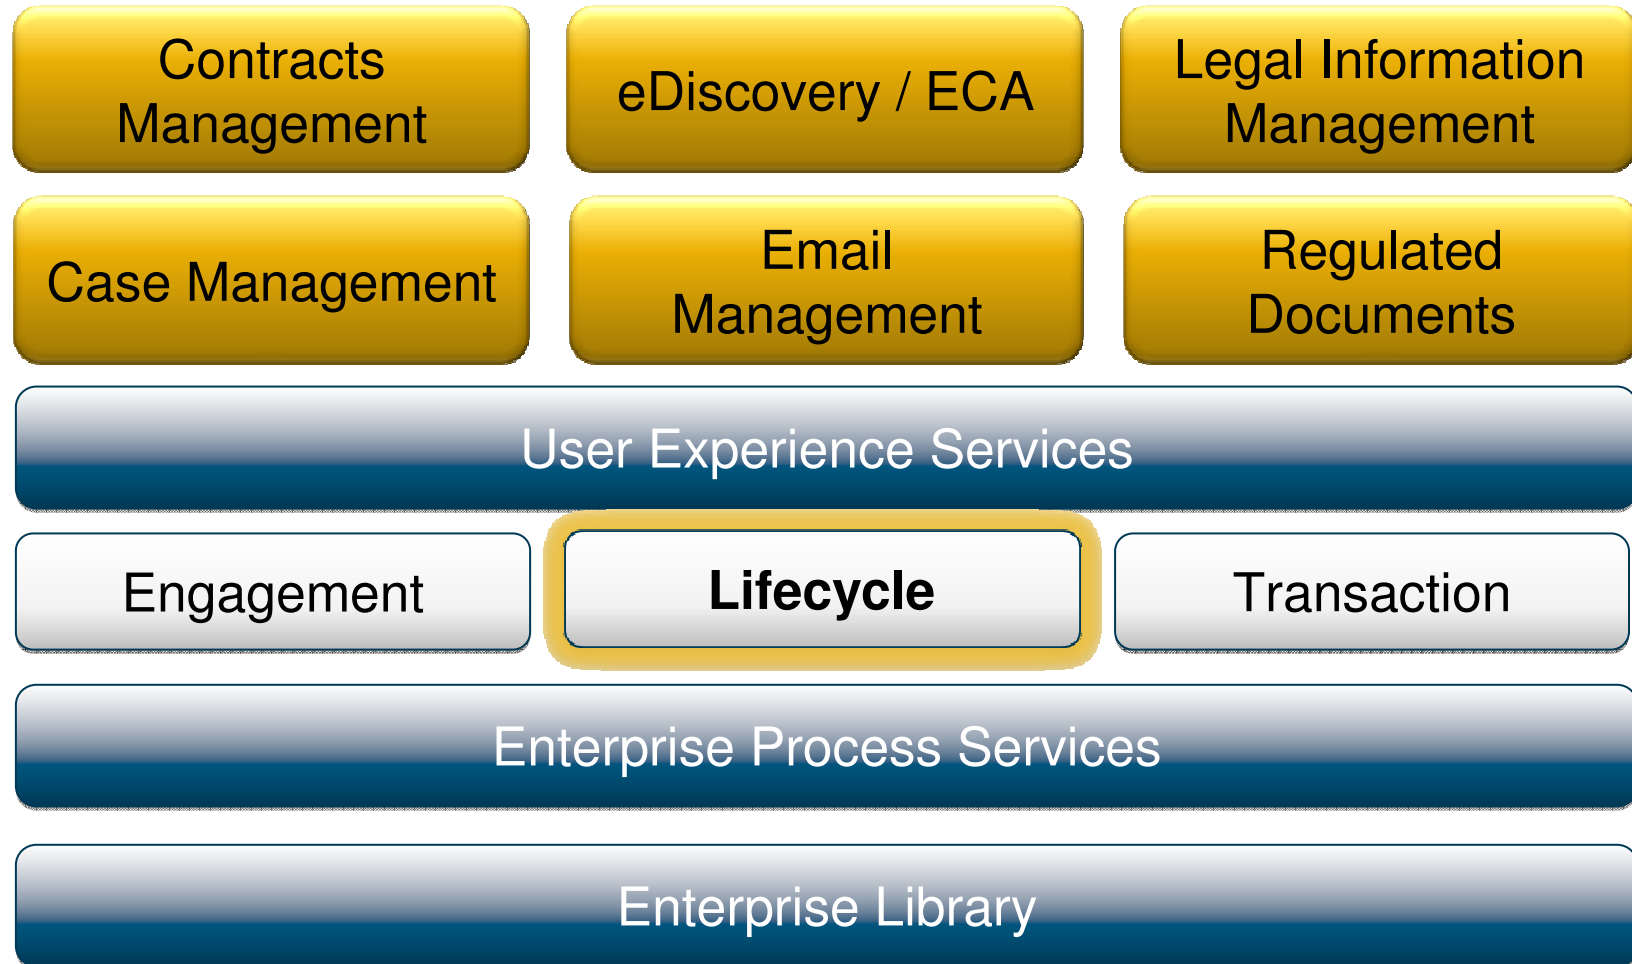 Contracts
Management
eDiscovery / ECA
Legal Information
Management
Case Management
Email
Management
Regulated
Documents
User Experience Services
Engagement
Lifecycle
Transaction
Enterprise Process Services
Enterprise Library